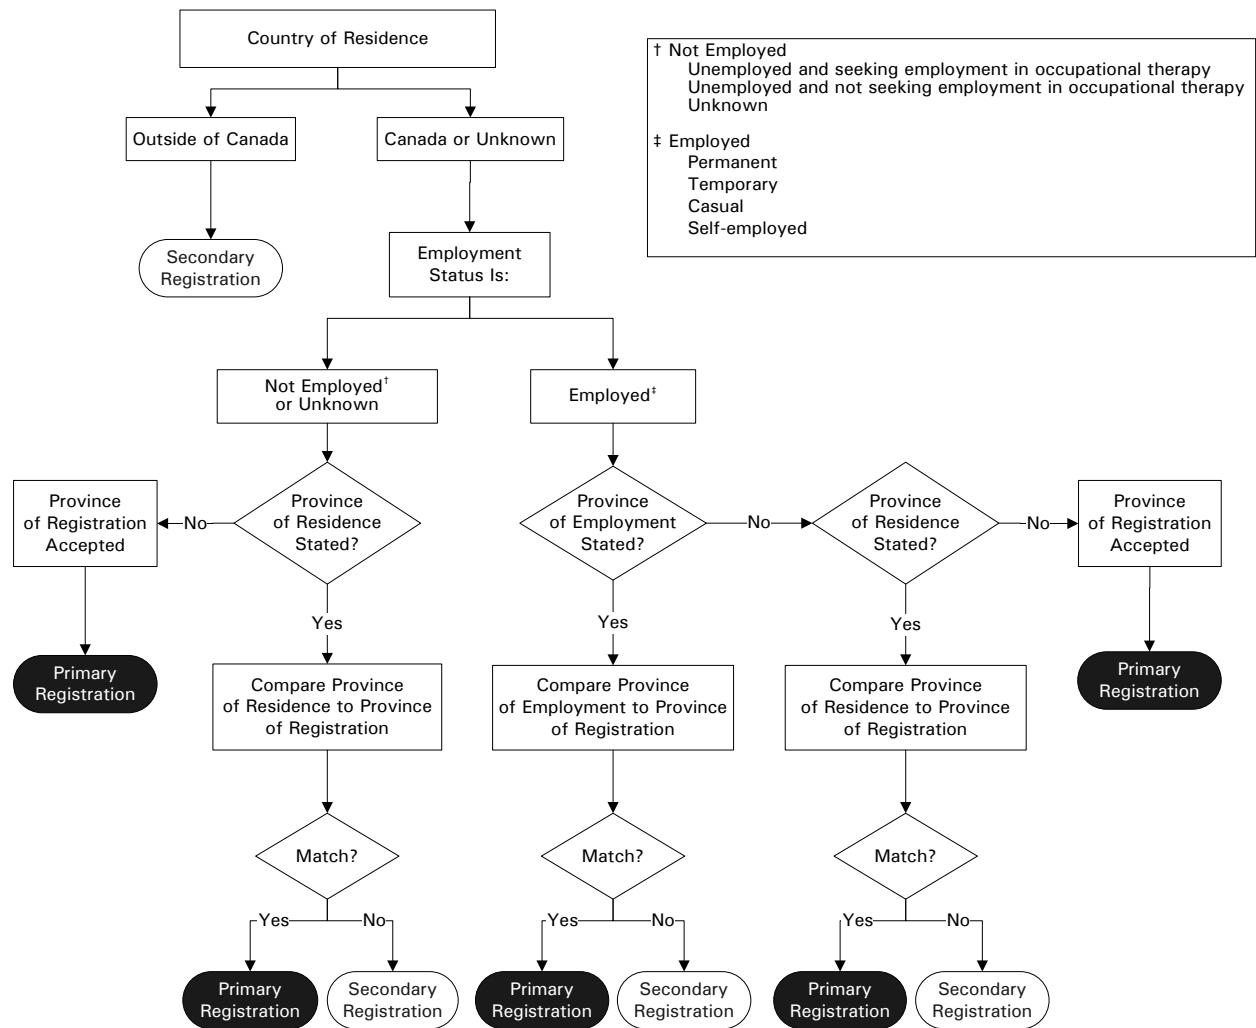 Country of Residence
† Not Employed
Unemployed and seeking employment in occupational therapy
Unemployed and not seeking employment in occupational therapy
Unknown
‡ Employed
Permanent
Temporary
Casual
Self-employed
Outside of Canada
Canada or Unknown
Secondary
Registration
Employment
Status Is:
Not Employed†
or Unknown
Employed‡
Province
of Registration
Accepted
No
Province
of Residence
Stated?
Province
of Employment
Stated?
No
Province
of Residence
Stated?
No
Province
of Registration
Accepted
Yes
Yes
Yes
Primary
Registration
Compare Province
of Residence to Province
of Registration
Compare Province
of Employment to Province
of Registration
Compare Province
of Residence to Province
of Registration
Primary
Registration
Match?
Match?
Match?
Yes
No
Yes
No
Yes
No
Primary
Registration
Secondary
Registration
Primary
Registration
Secondary
Registration
Primary
Registration
Secondary
Registration